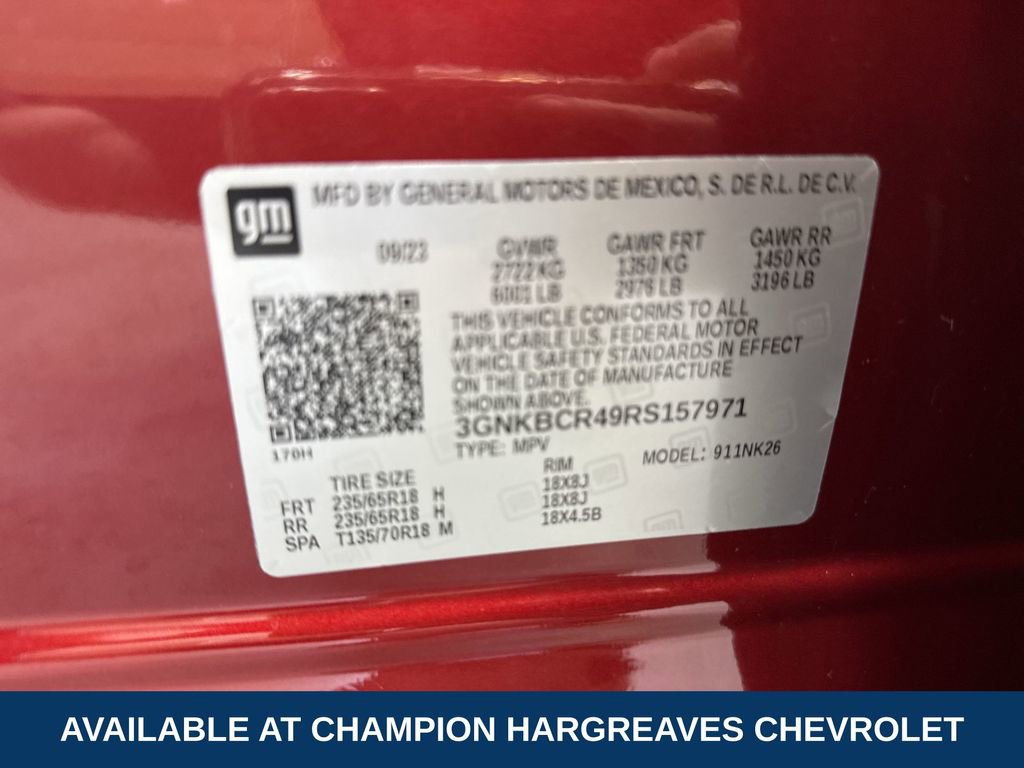 gm
MFD BY GENERAL MOTORS DE MEXICO, S. DE R.L. DE C.V.
09/23 GVWR GAWR FRT GAWR RR
2722 KG 1350 KG 1450 KG
6001 LB 2976 LB 3196 LB
THIS VEHICLE CONFORMS TO ALL
APPLICABLE U.S. FEDERAL MOTOR
VEHICLE SAFETY STANDARDS IN EFFECT
ON THE DATE OF MANUFACTURE
SHOWN ABOVE.
3GNKBCR49RS157971
TYPE: MPV MODEL: 911NK26
170H
TIRE SIZE RIM
FRT 235/65R18 H 18X8J
RR 235/65R18 H 18X8J
SPA T135/70R18 M 18X4.5B
AVAILABLE AT CHAMPION HARGREAVES CHEVROLET